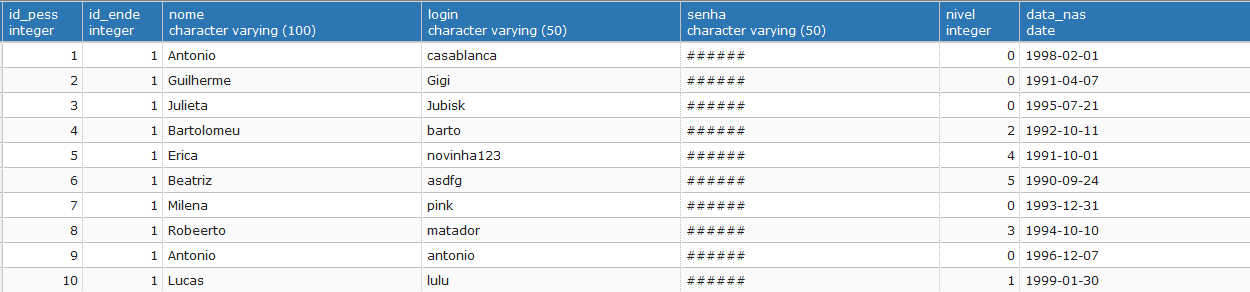 id_pess id_ende nome login senha nivel data_nas
integer integer character varying (100) character varying (50) character varying (50) integer date
1 1 Antonio casablanca ###### 0 1998-02-01
2 1 Guilherme Gigi ###### 0 1991-04-07
3 1 Julieta Jubisk ###### 0 1995-07-21
4 1 Bartolomeu barto ###### 2 1992-10-11
5 1 Erica novinha123 ###### 4 1991-10-01
6 1 Beatriz asdfg ###### 5 1990-09-24
7 1 Milena pink ###### 0 1993-12-31
8 1 Robeerto matador ###### 3 1994-10-10
9 1 Antonio antonio ###### 0 1996-12-07
10 1 Lucas lulu ###### 1 1999-01-30